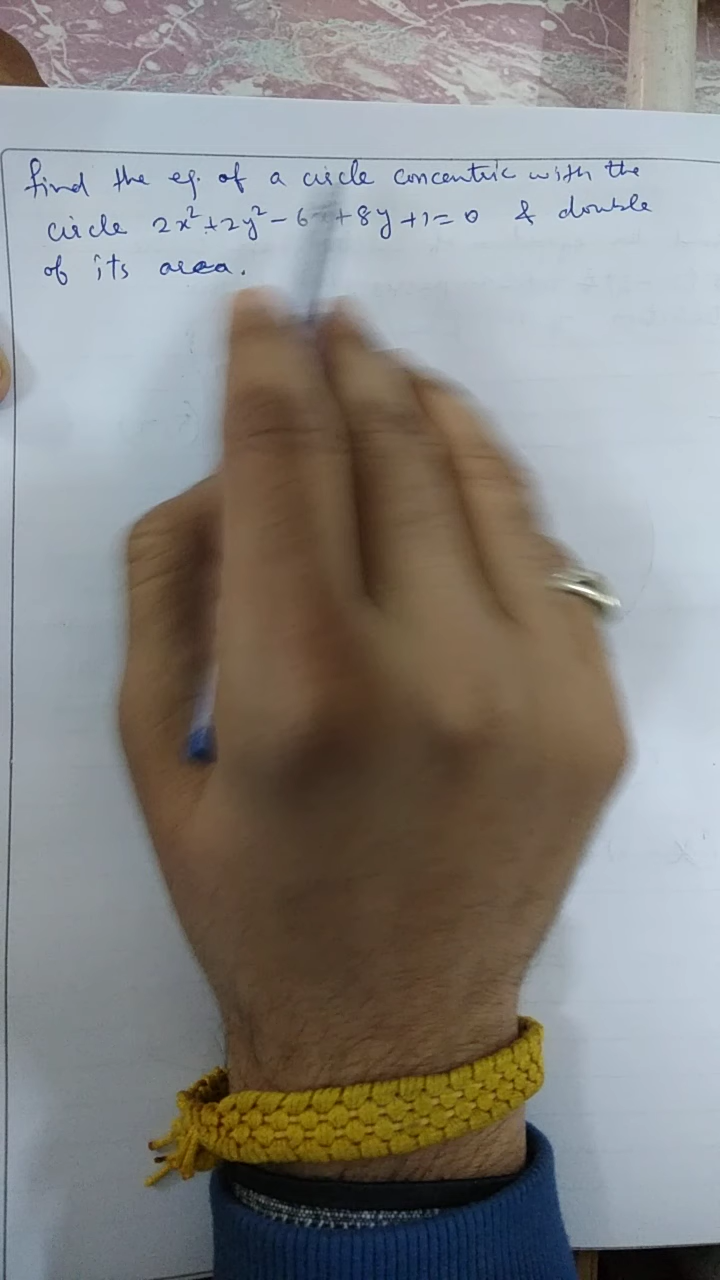 find the eq. of a circle concentric with the
circle 2x²+2y²-6 +8y+1=0 & double
of its area.